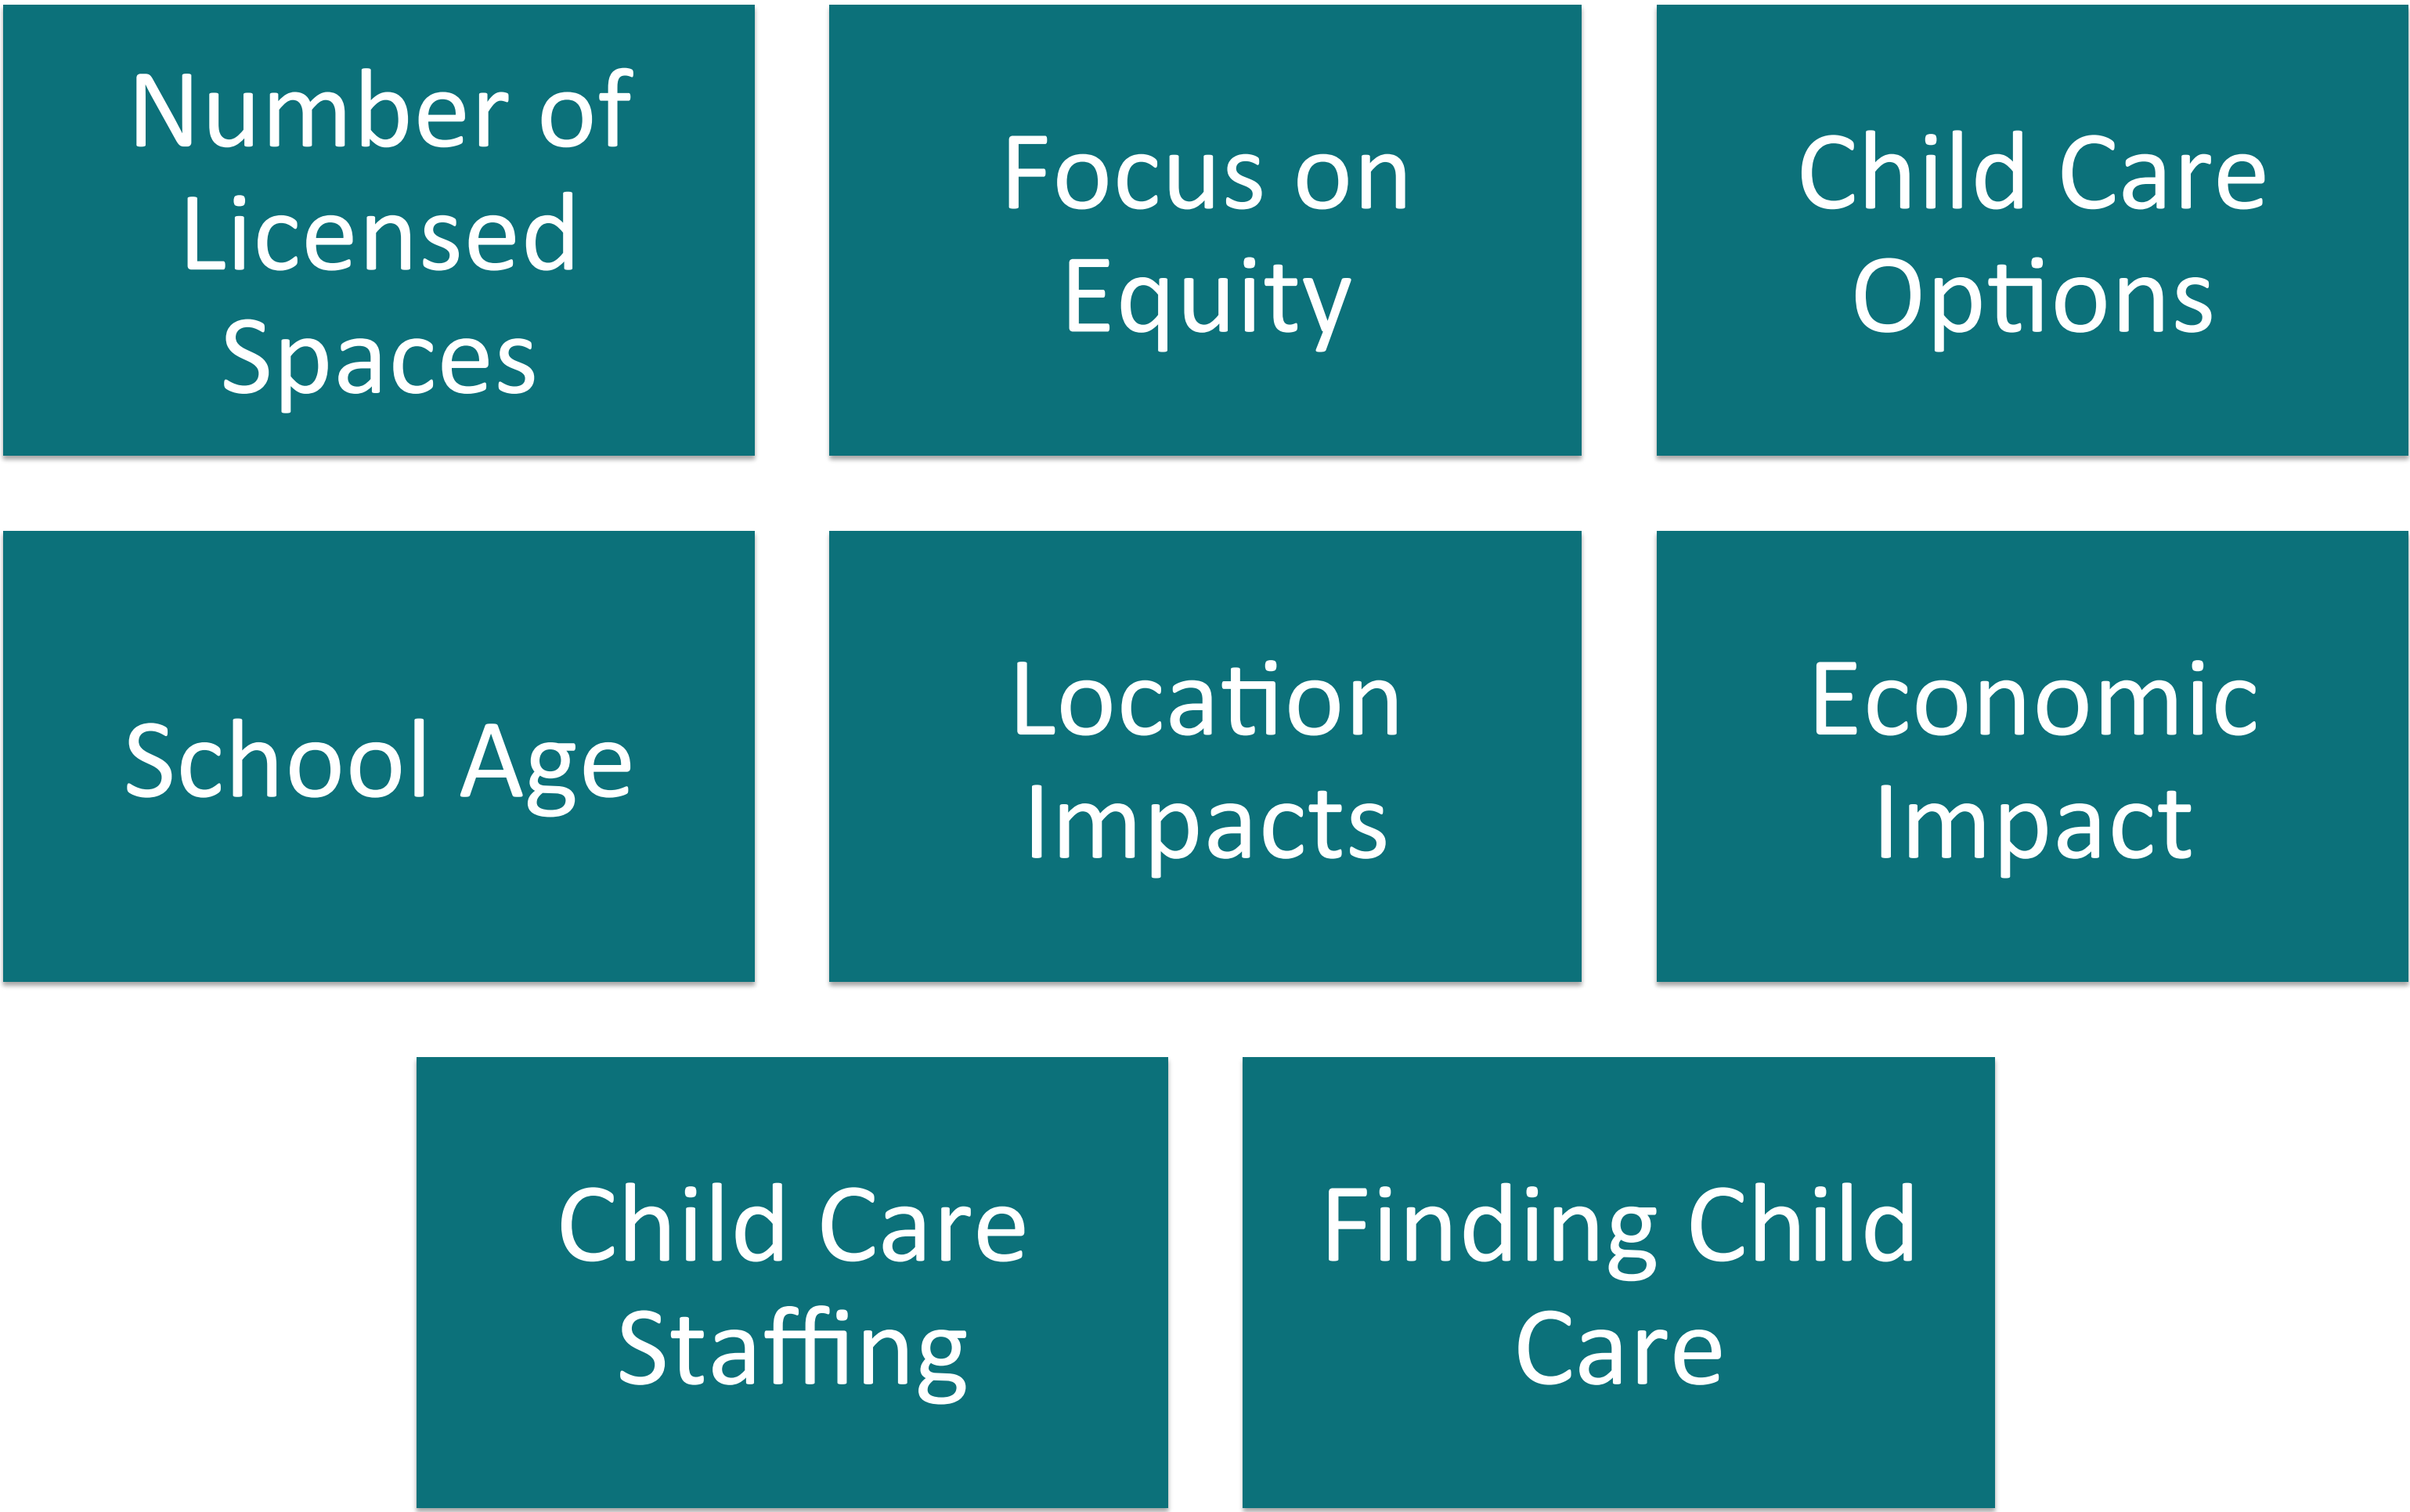 Number of
Licensed
Spaces
Focus on
Equity
Child Care
Options
School Age
Location
Impacts
Economic
Impact
Child Care
Staffing
Finding Child
Care